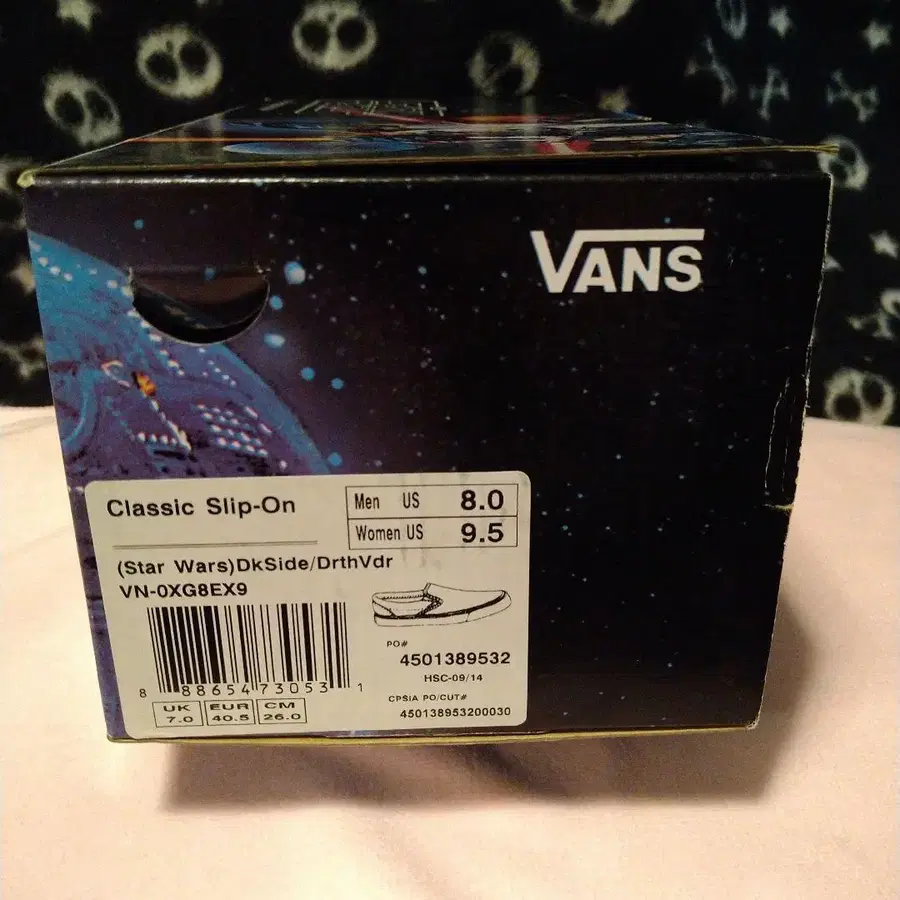 VANS
Classic Slip-On
Men US 8.0
Women US 9.5
(Star Wars)DkSide/DrthVdr
VN-0XG8EX9
PO#
4501389532
HSC-09/14
CPSIA PO/CUT#
450138953200030
8 88654 73053 1
UK EUR CM
7.0 40.5 26.0